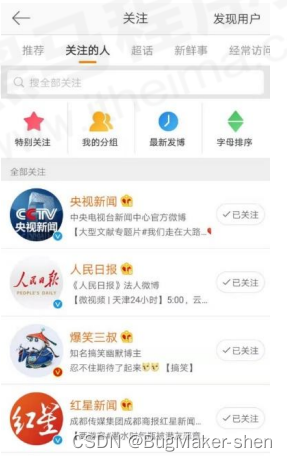 关注
发现用户
推荐 关注的人 超话 新鲜事 经常访问
搜全部关注
特别关注 我的分组 最新发博 字母排序
全部关注
CCTV
央视新闻
央视新闻
中央电视台新闻中心官方微博
【大型文献专题片#我们走在大路...
已关注
人民日报
PEOPLE'S DAILY
人民日报
《人民日报》法人微博
【微视频 | 天津24小时】5:00，云...
已关注
爆笑三叔
知名搞笑幽默博主
忍不住期待了起来 【搞笑】
已关注
红星
红星新闻
成都传媒集团成都商报红星新闻...
已关注
CSDN @BugMaker-shen